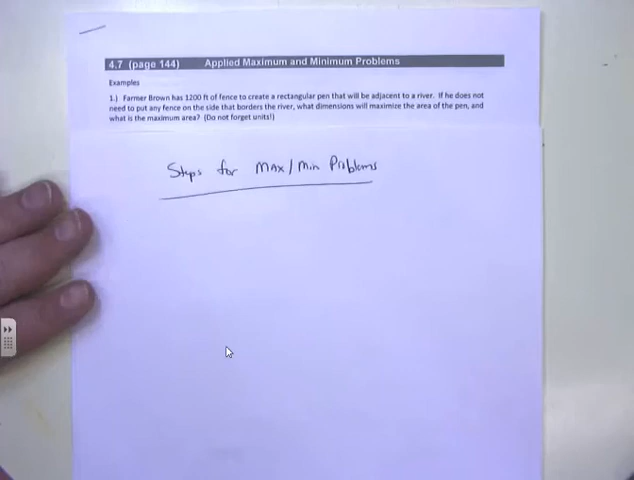 4.7 (page 144) Applied Maximum and Minimum Problems
Examples
1.) Farmer Brown has 1200 ft of fence to create a rectangular pen that will be adjacent to a river. If he does not
need to put any fence on the side that borders the river, what dimensions will maximize the area of the pen, and
what is the maximum area? (Do not forget units!)
Steps for Max/Min Problems